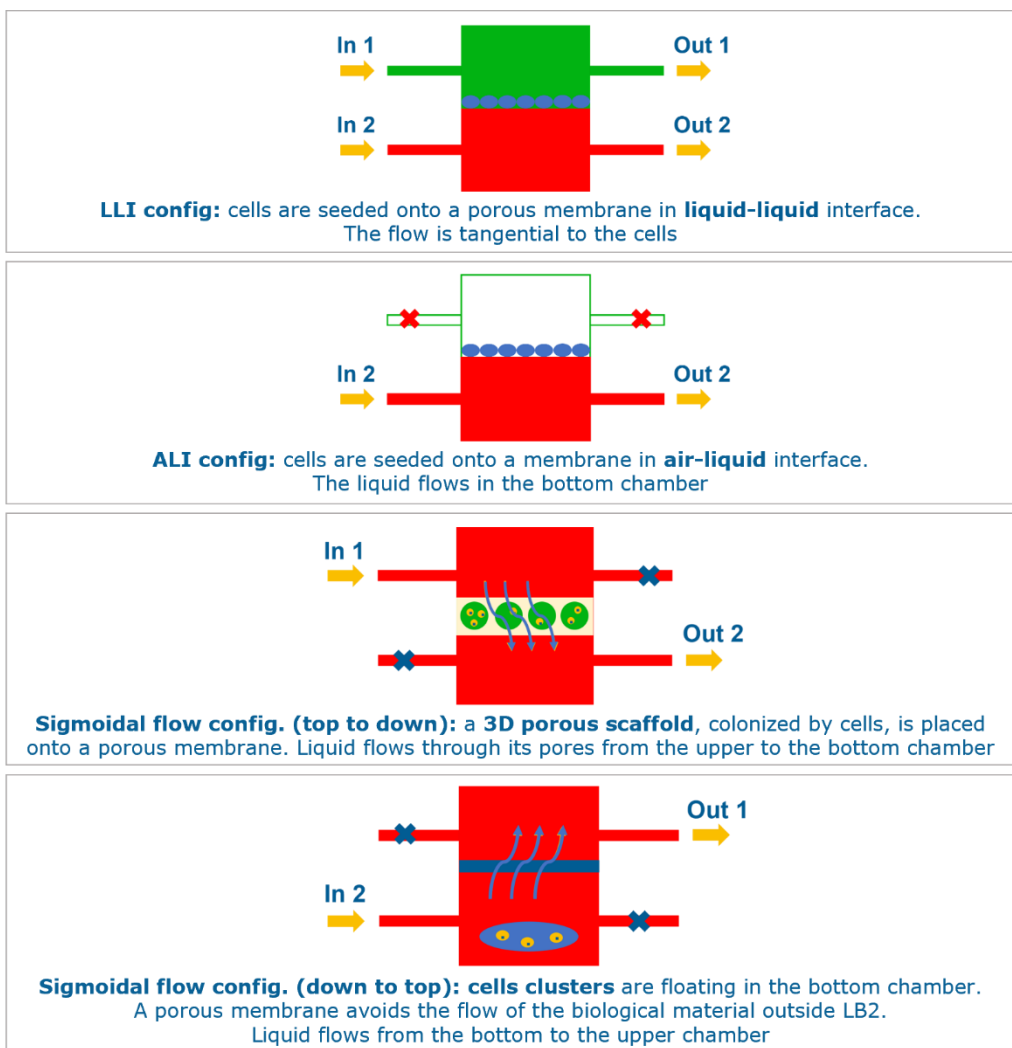 In 1
Out 1
In 2
Out 2
LLI config: cells are seeded onto a porous membrane in liquid-liquid interface.
The flow is tangential to the cells
In 2
Out 2
ALI config: cells are seeded onto a membrane in air-liquid interface.
The liquid flows in the bottom chamber
In 1
Out 2
Sigmoidal flow config. (top to down): a 3D porous scaffold, colonized by cells, is placed
onto a porous membrane. Liquid flows through its pores from the upper to the bottom chamber
Out 1
In 2
Sigmoidal flow config. (down to top): cells clusters are floating in the bottom chamber.
A porous membrane avoids the flow of the biological material outside LB2.
Liquid flows from the bottom to the upper chamber